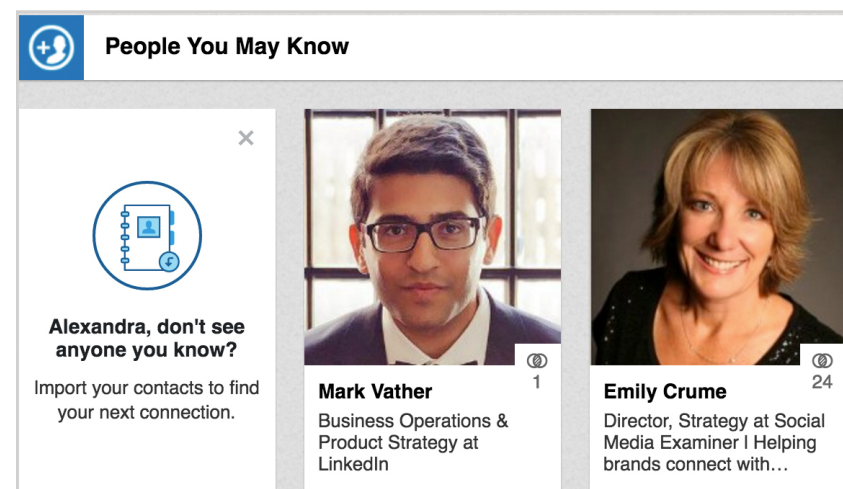 People You May Know
Alexandra, don't see
anyone you know?
Import your contacts to find
your next connection.
1
Mark Vather
Business Operations &
Product Strategy at
LinkedIn
24
Emily Crume
Director, Strategy at Social
Media Examiner l Helping
brands connect with…